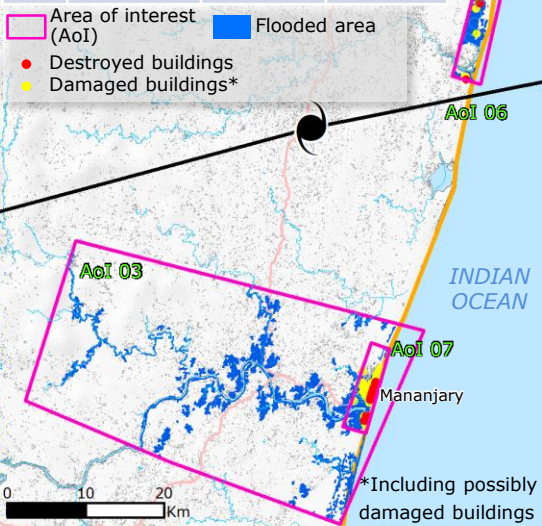 Area of interest
(AoI)
Flooded area
Destroyed buildings
Damaged buildings*
AoI 06
AoI 03
INDIAN
OCEAN
AoI 07
Mananjary
0 10 20
Km
*Including possibly
damaged buildings